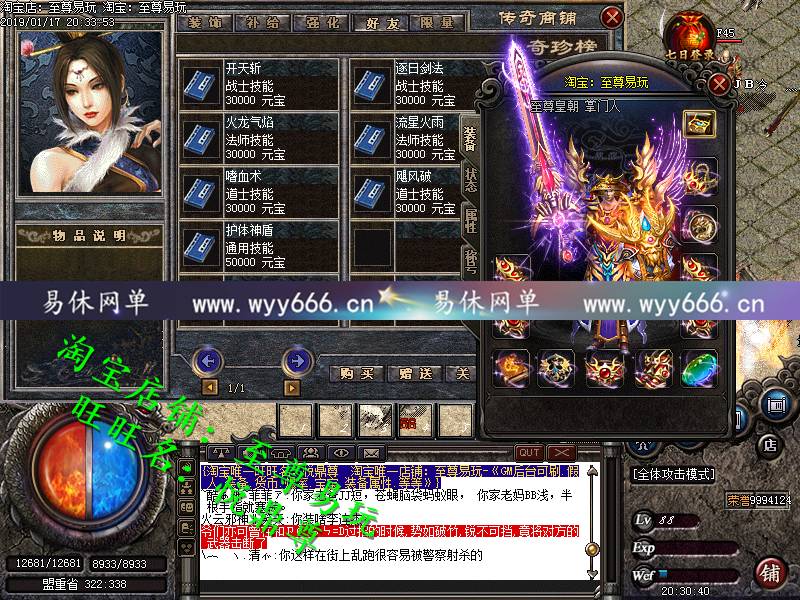 淘宝店：至尊易玩 淘宝：至尊易玩
2019/01/17 20:33:53
装饰 补给 强化 好友 限量
传奇商铺
奇珍榜
F45
七日登录
开天斩
战士技能
30000 元宝
逐日剑法
战士技能
30000 元宝
火龙气焰
法师技能
30000 元宝
流星火雨
法师技能
30000 元宝
嗜血术
道士技能
30000 元宝
飓风破
道士技能
30000 元宝
护体神盾
通用技能
50000 元宝
物品说明
淘宝：至尊易玩
至尊皇朝 掌门人
装备
状态
属性
称号
易休网单 www.wyy666.cn 易休网单 www.wyy666.cn
淘宝店铺：至尊易玩
旺旺名：悦鼎尊
1/1
购买 赠送 关
QUT
店
[全体攻击模式]
荣誉9994124
Lv 88
Exp
Wef
铺
20:30:40
12681/12681 8933/8933
盟重省 322:338
清 : 你这样在街上乱跑很容易被警察射杀的